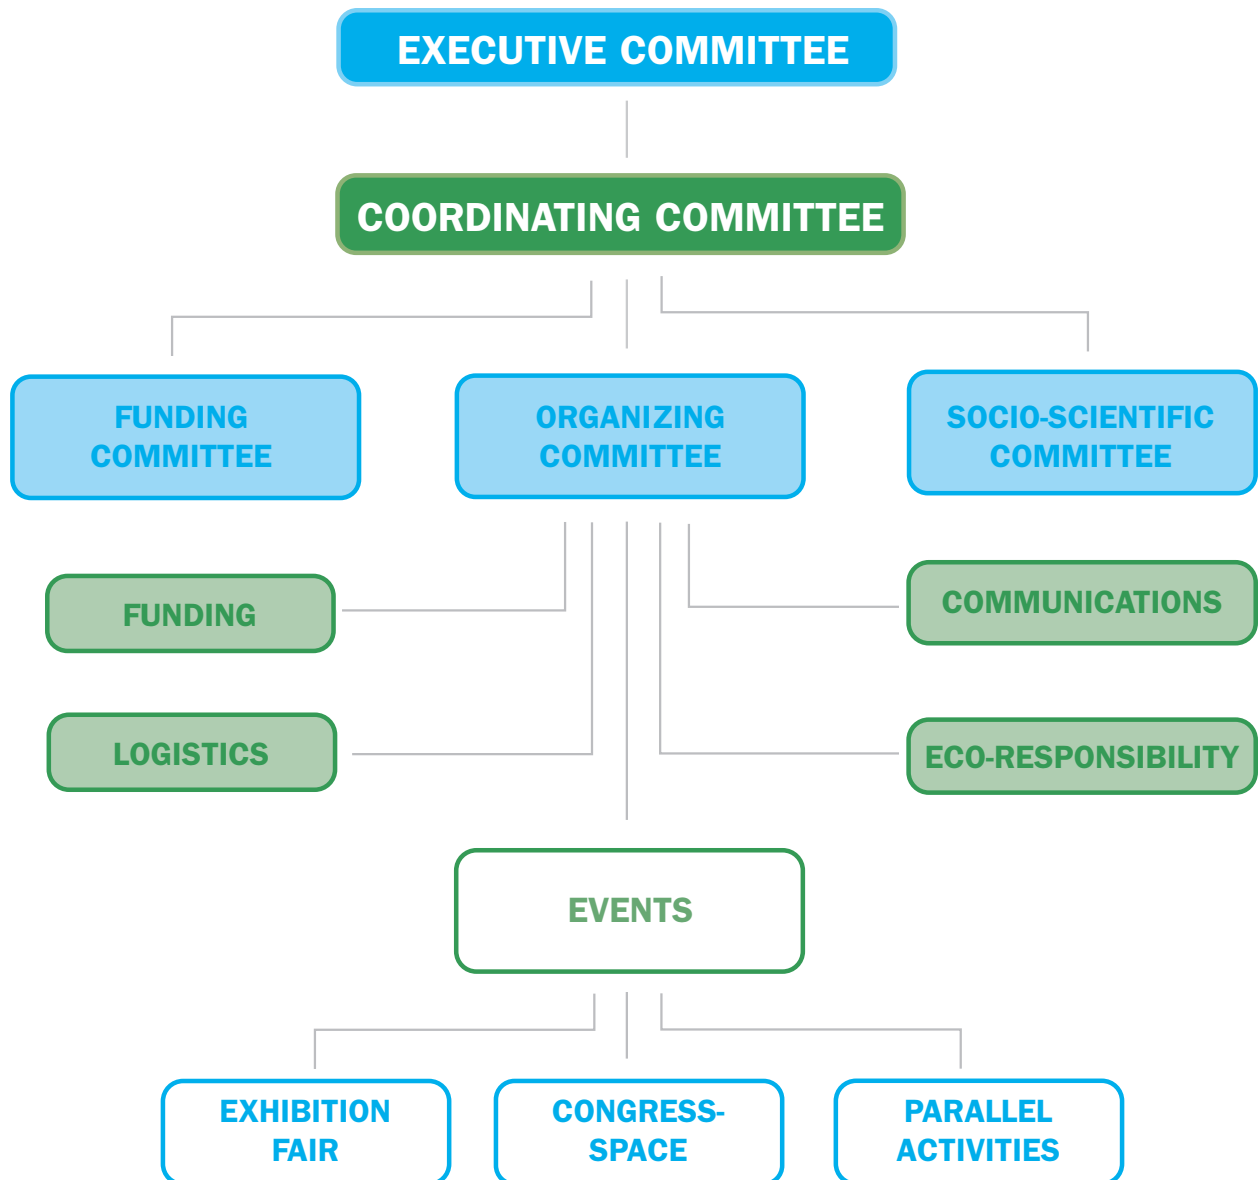 EXECUTIVE COMMITTEE
COORDINATING COMMITTEE
FUNDING
COMMITTEE
ORGANIZING
COMMITTEE
SOCIO-SCIENTIFIC
COMMITTEE
FUNDING
COMMUNICATIONS
LOGISTICS
ECO-RESPONSIBILITY
EVENTS
EXHIBITION
FAIR
CONGRESS-
SPACE
PARALLEL
ACTIVITIES